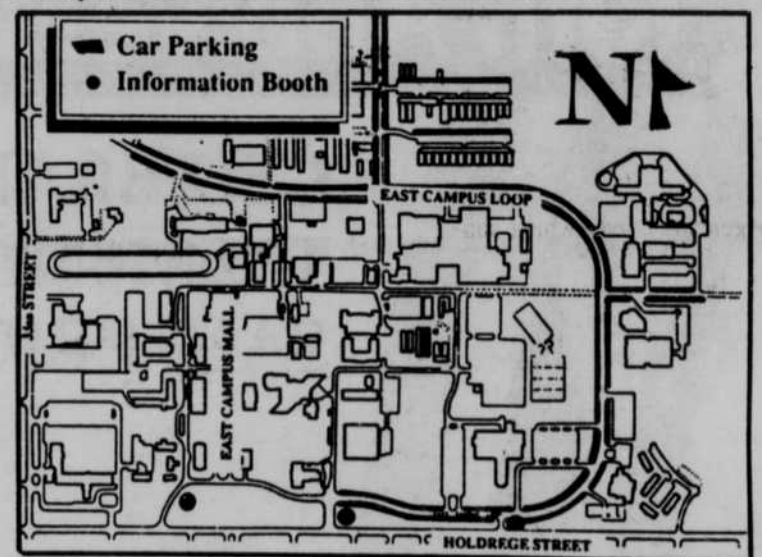 Car Parking
Information Booth
N
EAST CAMPUS LOOP
STREET
EAST CAMPUS MALL
HOLDREGE STREET